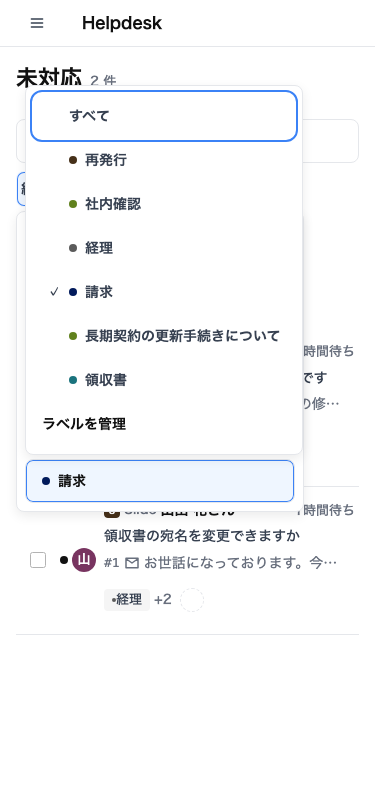 Helpdesk
未対応 2 件
すべて
再発行
社内確認
経理
✓ 請求
長期契約の更新手続きについて
領収書
ラベルを管理
請求
時間待ち
です
の修…
時間待ち
領収書の宛名を変更できますか
山
#1 お世話になっております。今…
•経理 +2